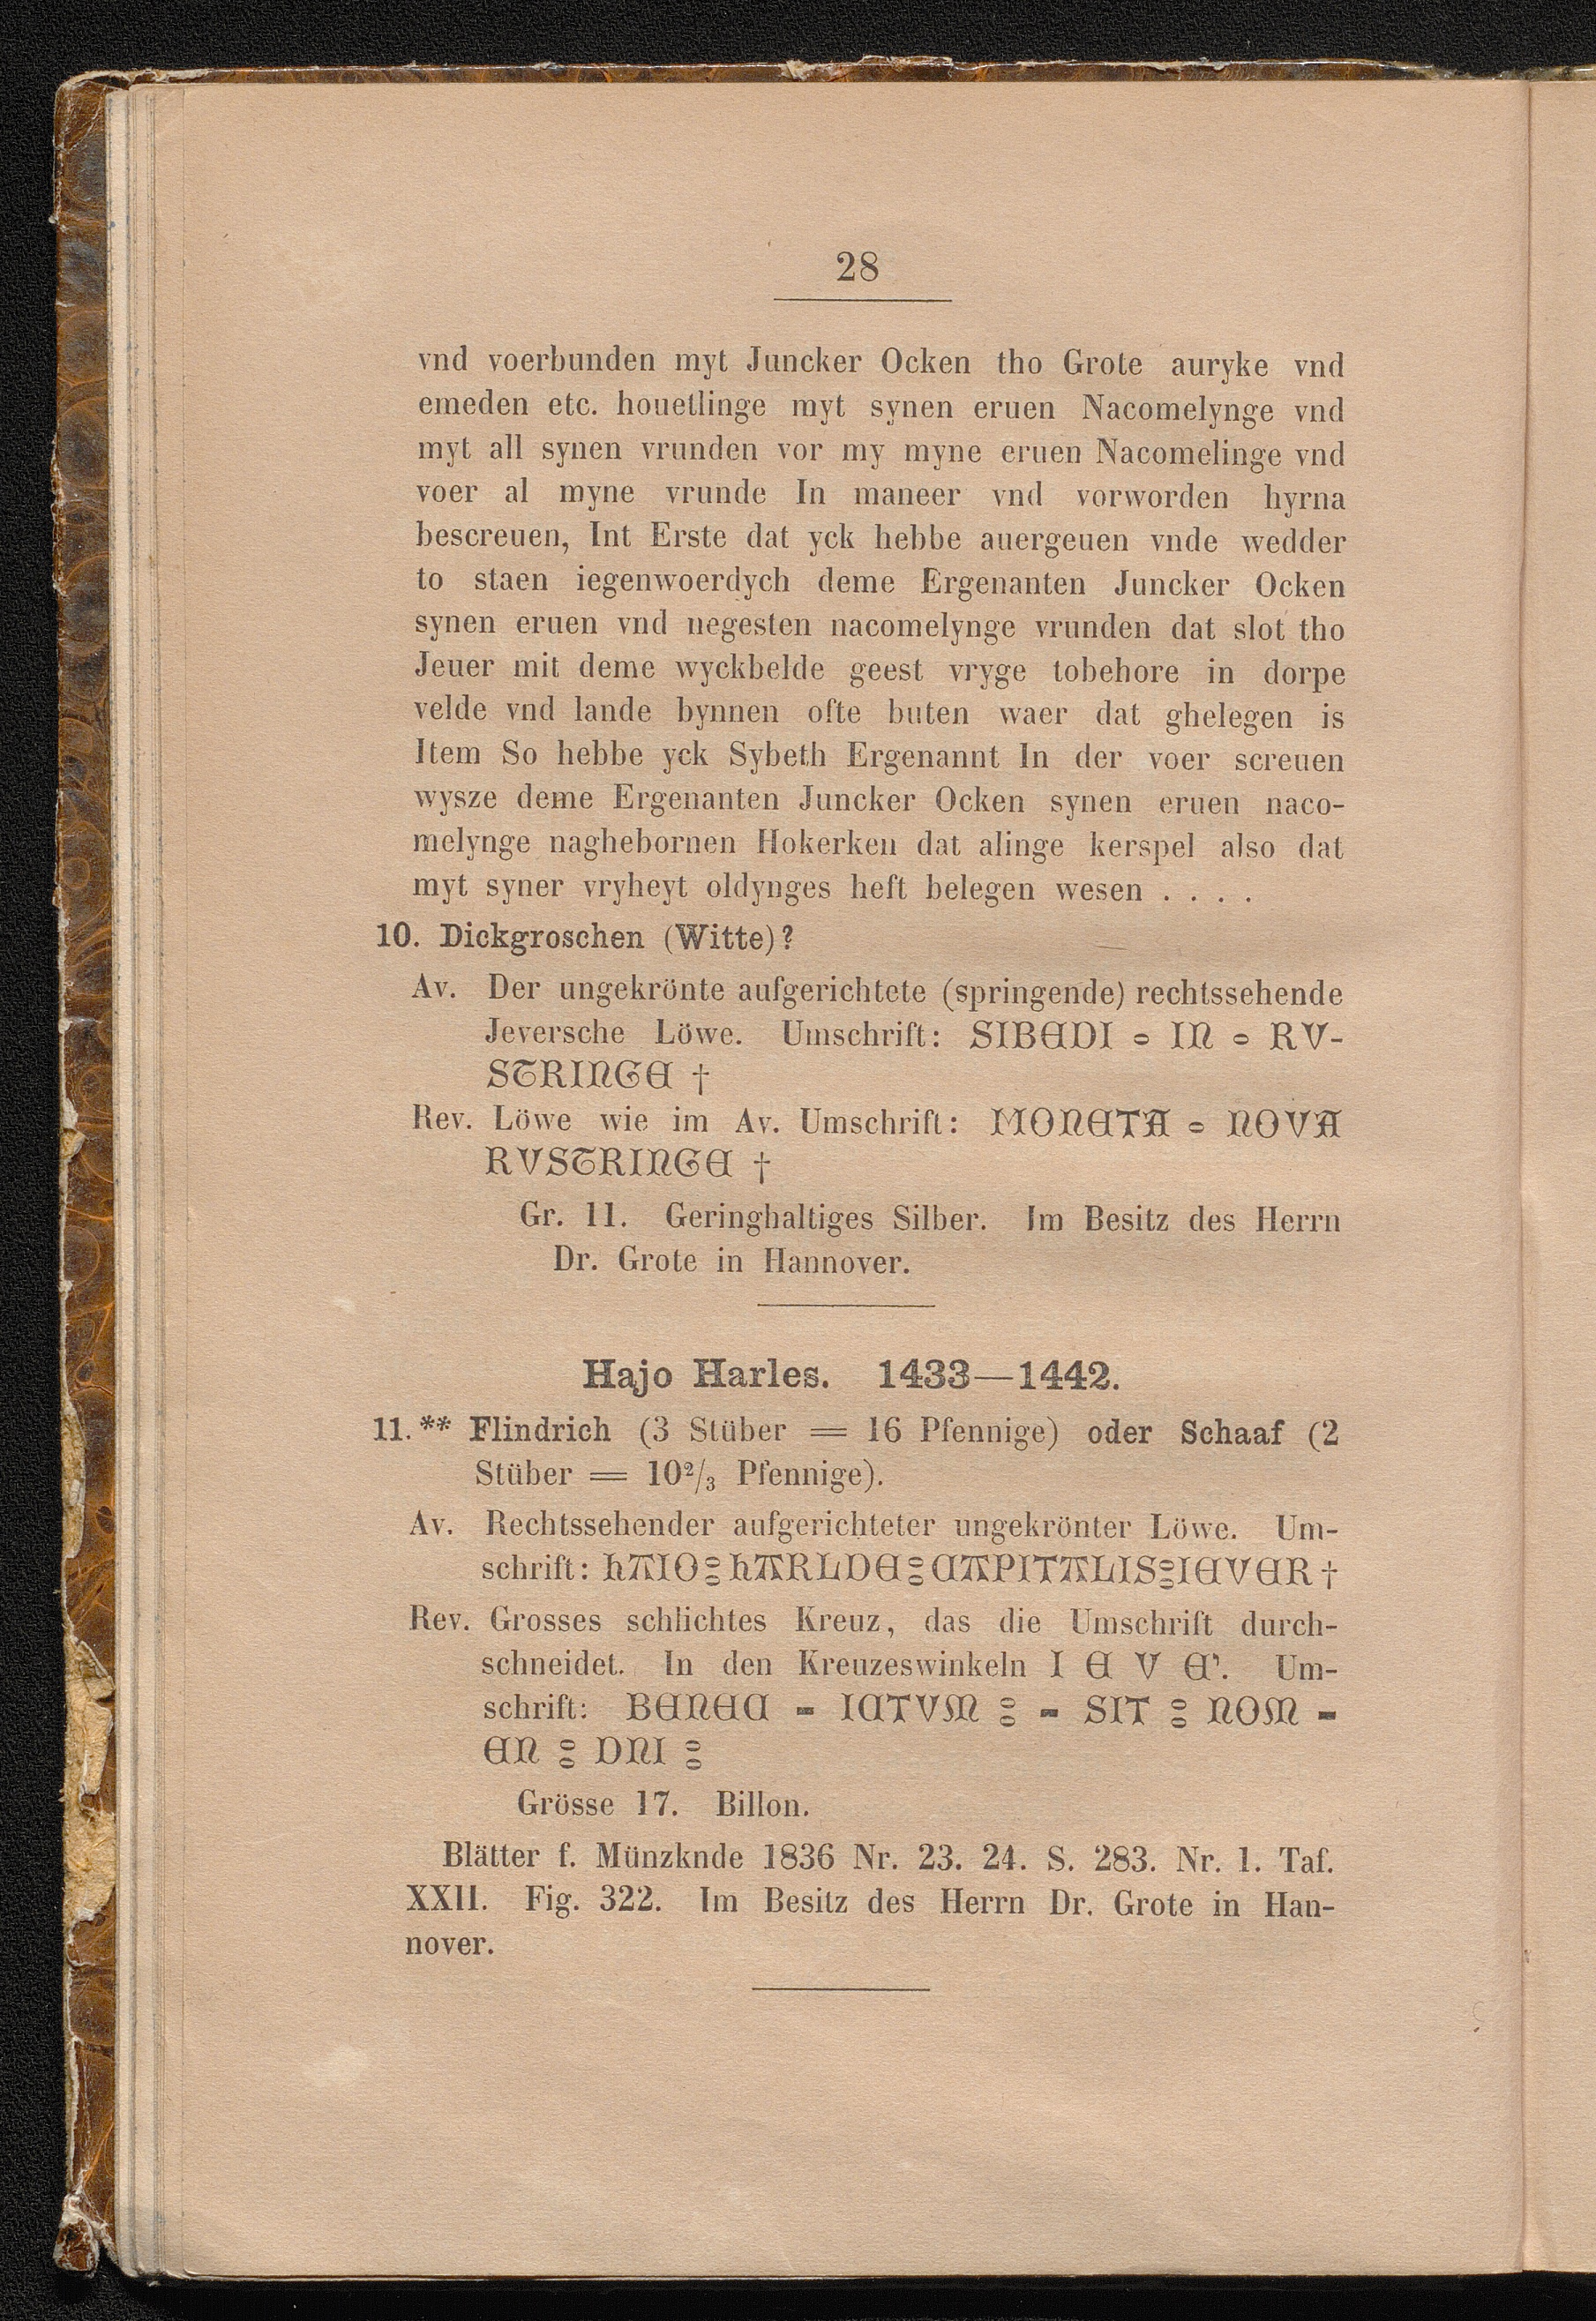 28
vnd voerbunden myt Juncker Ocken tho Grote auryke vnd
emeden etc. houetlinge myt synen eruen Nacomelynge vnd
myt all synen vrunden vor my myne eruen Nacomelinge vnd
voer al myne vrunde In maneer vnd vorworden hyrna
bescreuen, Int Erste dat yck hebbe auergeuen vnde wedder
to staen iegenwoerdych deme Ergenanten Juncker Ocken
synen eruen vnd negesten nacomelynge vrunden dat slot tho
Jeuer mit deme wyckbelde geest vryge tobehore in dorpe
velde vnd lande bynnen ofte buten waer dat ghelegen is
Item So hebbe yck Sybeth Ergenannt In der voer screuen
wysze deme Ergenanten Juncker Ocken synen eruen naco-
melynge naghebornen Hokerken dat alinge kerspel also dat
myt syner vryheyt oldynges heft belegen wesen . . . .
10. Dickgroschen (Witte)?
Av. Der ungekrönte aufgerichtete (springende) rechtssehende
Jeversche Löwe. Umschrift: SIBEDI o IN o RV-
STRINGE †
Rev. Löwe wie im Av. Umschrift: MONETA o NOVA
RVSTRINGE †
Gr. 11. Geringhaltiges Silber. Im Besitz des Herrn
Dr. Grote in Hannover.
Hajo Harles. 1433—1442.
11.** Flindrich (3 Stüber = 16 Pfennige) oder Schaaf (2
Stüber = 10²/₃ Pfennige).
Av. Rechtssehender aufgerichteter ungekrönter Löwe. Um-
schrift: hAIO o o hARLDE o o CAPITALIS o o IEVER †
Rev. Grosses schlichtes Kreuz, das die Umschrift durch-
schneidet. In den Kreuzeswinkeln I E V E'. Um-
schrift: BENEC - ICTVM o o - SIT o o NOM -
EN o o DNI o o
Grösse 17. Billon.
Blätter f. Münzknde 1836 Nr. 23. 24. S. 283. Nr. 1. Taf.
XXII. Fig. 322. Im Besitz des Herrn Dr. Grote in Han-
nover.